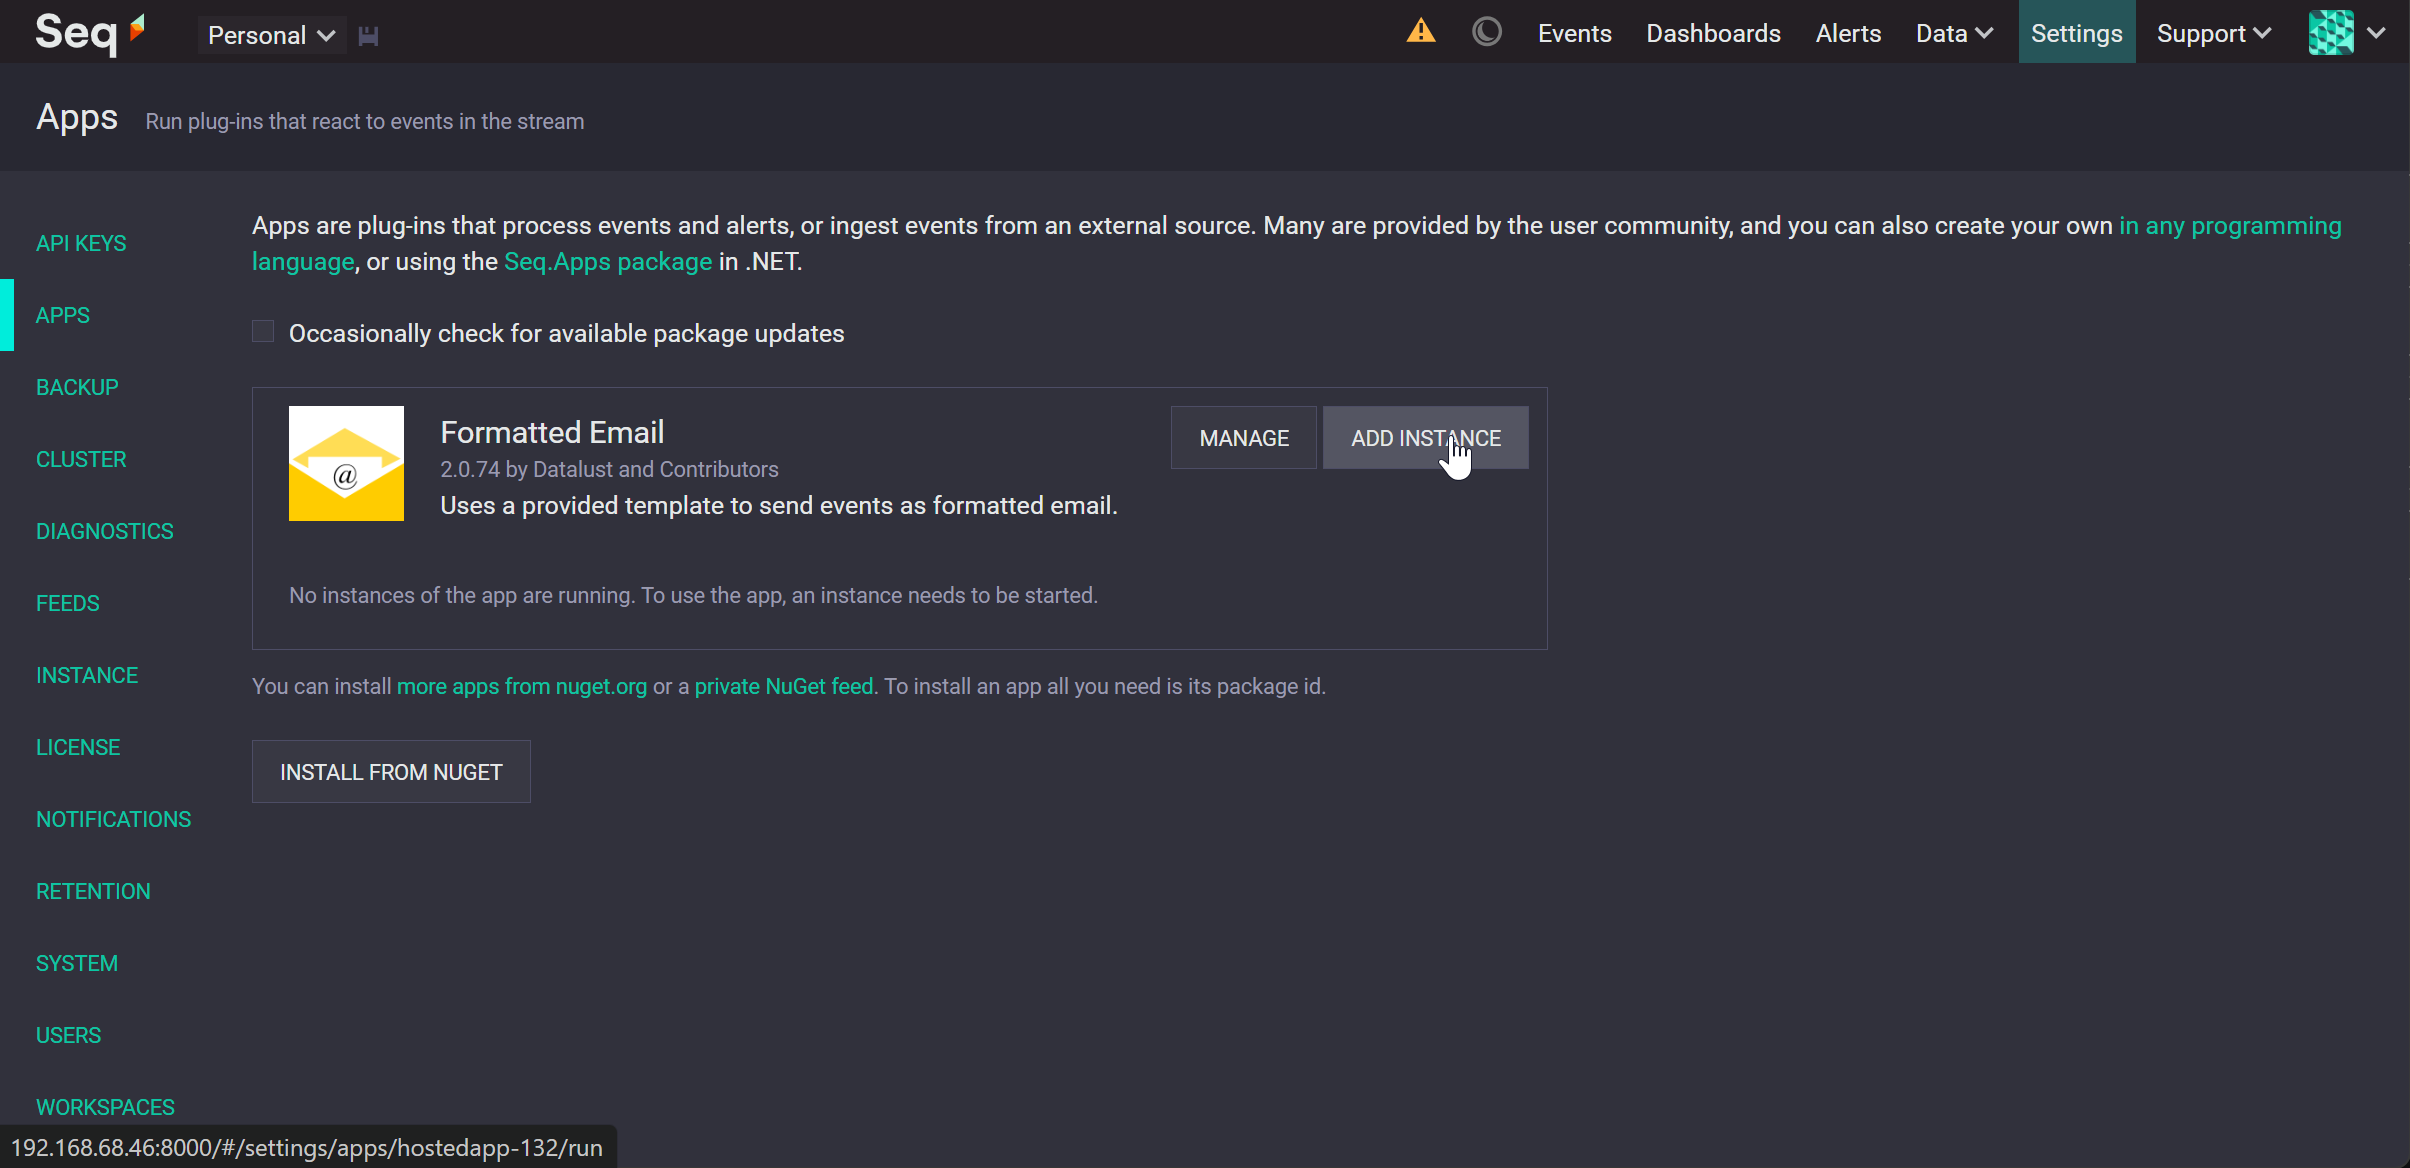 Seq Personal Events Dashboards Alerts Data Settings Support
Apps Run plug-ins that react to events in the stream
API KEYS
APPS
BACKUP
CLUSTER
DIAGNOSTICS
FEEDS
INSTANCE
LICENSE
NOTIFICATIONS
RETENTION
SYSTEM
USERS
WORKSPACES
Apps are plug-ins that process events and alerts, or ingest events from an external source. Many are provided by the user community, and you can also create your own in any programming
language, or using the Seq.Apps package in .NET.
Occasionally check for available package updates
@
Formatted Email
2.0.74 by Datalust and Contributors
Uses a provided template to send events as formatted email.
MANAGE ADD INSTANCE
No instances of the app are running. To use the app, an instance needs to be started.
You can install more apps from nuget.org or a private NuGet feed. To install an app all you need is its package id.
INSTALL FROM NUGET
192.168.68.46:8000/#/settings/apps/hostedapp-132/run